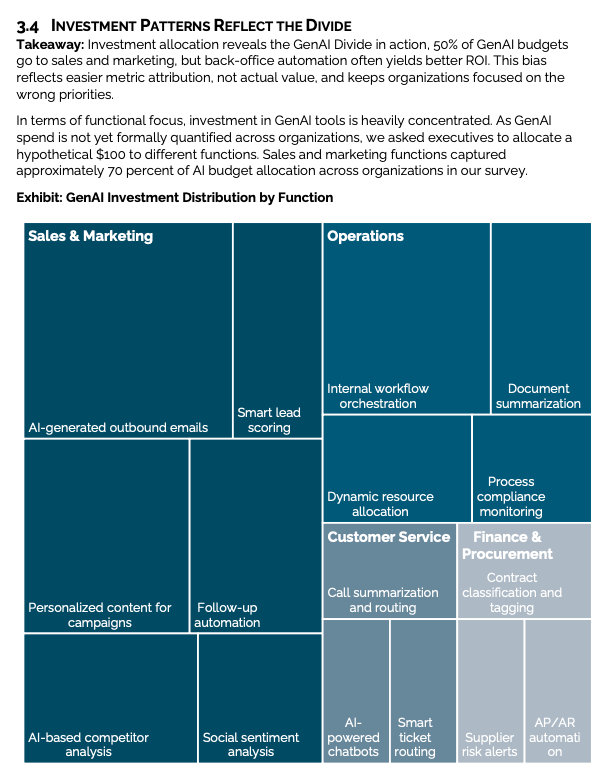 3.4 INVESTMENT PATTERNS REFLECT THE DIVIDE
Takeaway: Investment allocation reveals the GenAI Divide in action, 50% of GenAI budgets
go to sales and marketing, but back-office automation often yields better ROI. This bias
reflects easier metric attribution, not actual value, and keeps organizations focused on the
wrong priorities.
In terms of functional focus, investment in GenAI tools is heavily concentrated. As GenAI
spend is not yet formally quantified across organizations, we asked executives to allocate a
hypothetical $100 to different functions. Sales and marketing functions captured
approximately 70 percent of AI budget allocation across organizations in our survey.
Exhibit: GenAI Investment Distribution by Function
Sales & Marketing
AI-generated outbound emails
Smart lead
scoring
Personalized content for
campaigns
Follow-up
automation
AI-based competitor
analysis
Social sentiment
analysis
Operations
Internal workflow
orchestration
Document
summarization
Dynamic resource
allocation
Process
compliance
monitoring
Customer Service
Call summarization
and routing
AI-
powered
chatbots
Smart
ticket
routing
Finance &
Procurement
Contract
classification and
tagging
Supplier
risk alerts
AP/AR
automati
on